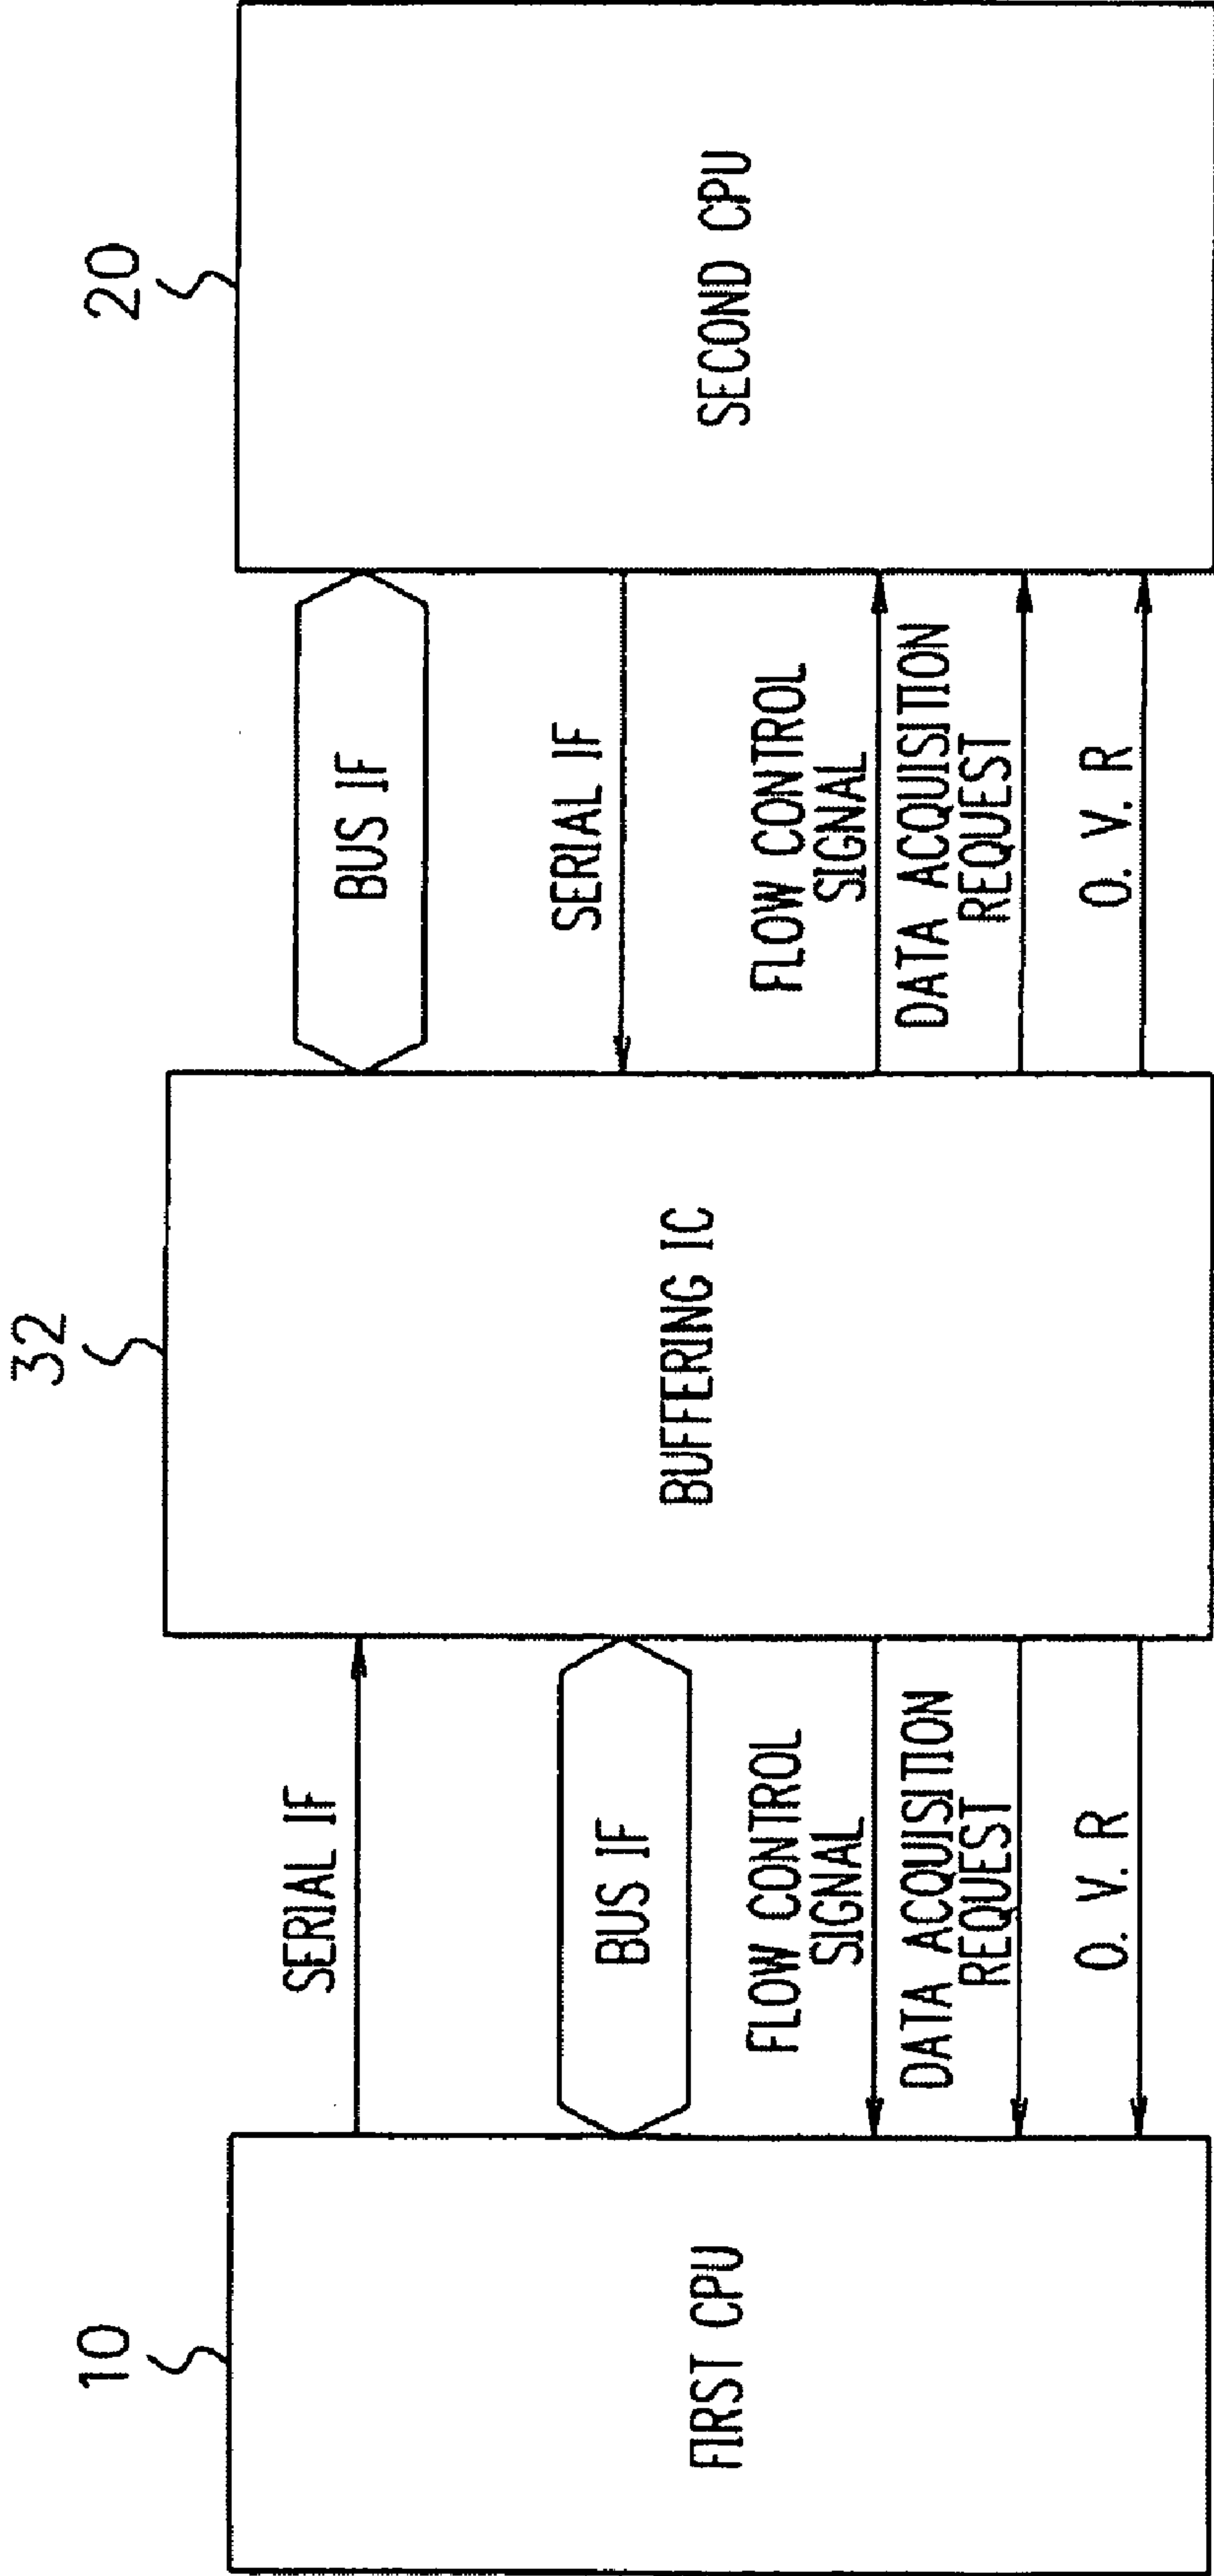 10
32
20
FIRST CPU
SERIAL IF
BUS IF
FLOW CONTROL
SIGNAL
DATA ACQUISITION
REQUEST
O. V. R
BUFFERING IC
BUS IF
SERIAL IF
FLOW CONTROL
SIGNAL
DATA ACQUISITION
REQUEST
O. V. R
SECOND CPU